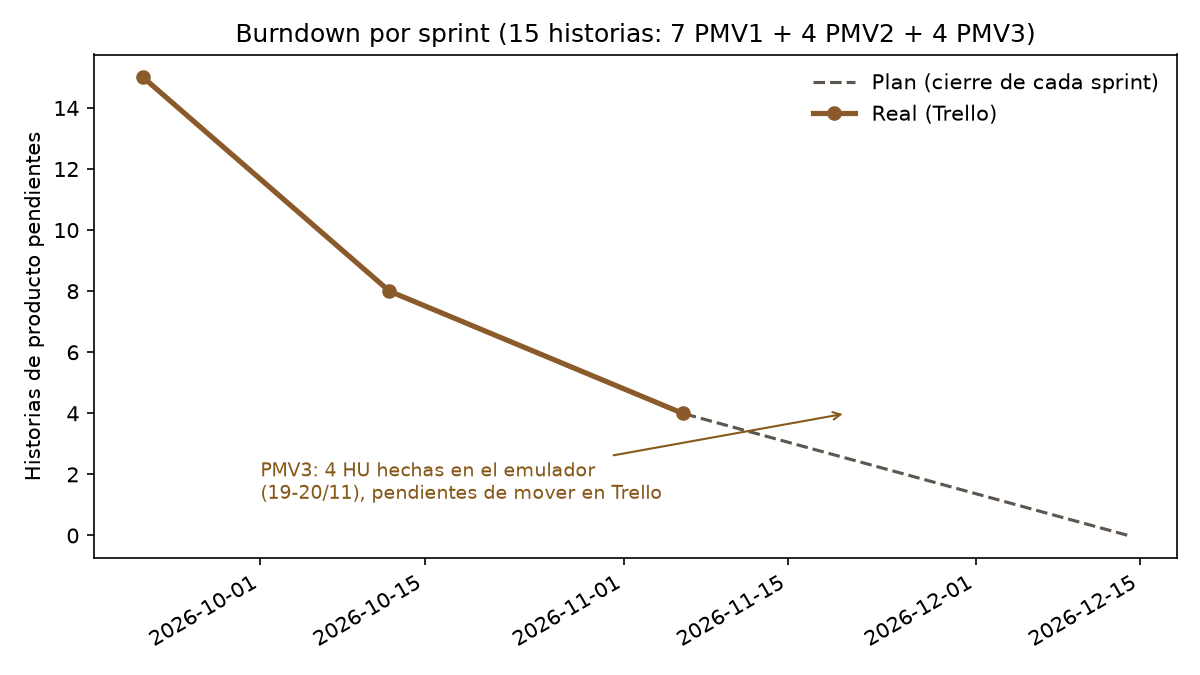 Burndown por sprint (15 historias: 7 PMV1 + 4 PMV2 + 4 PMV3)
Plan (cierre de cada sprint)
Real (Trello)
Historias de producto pendientes
14
12
10
8
6
4
2
0
PMV3: 4 HU hechas en el emulador
(19-20/11), pendientes de mover en Trello
2026-10-01
2026-10-15
2026-11-01
2026-11-15
2026-12-01
2026-12-15